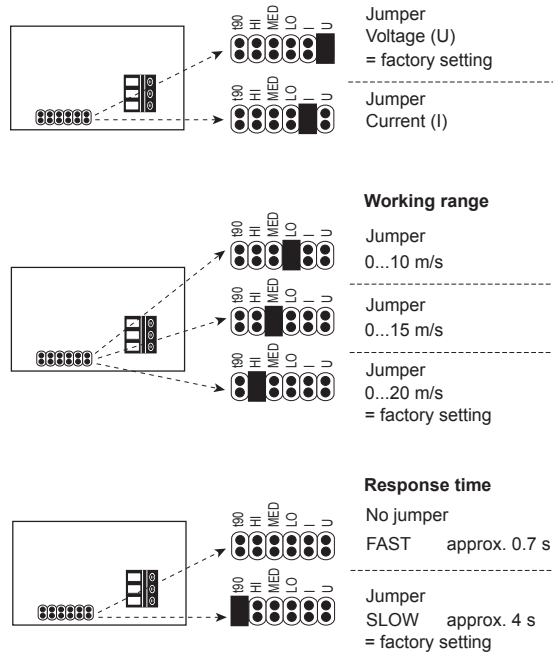 t90 HI MED LO I U
Jumper
Voltage (U)
= factory setting
t90 HI MED LO I U
Jumper
Current (I)
Working range
t90 HI MED LO I U
Jumper
0...10 m/s
t90 HI MED LO I U
Jumper
0...15 m/s
t90 HI MED LO I U
Jumper
0...20 m/s
= factory setting
Response time
t90 HI MED LO I U
No jumper
FAST approx. 0.7 s
t90 HI MED LO I U
Jumper
SLOW approx. 4 s
= factory setting